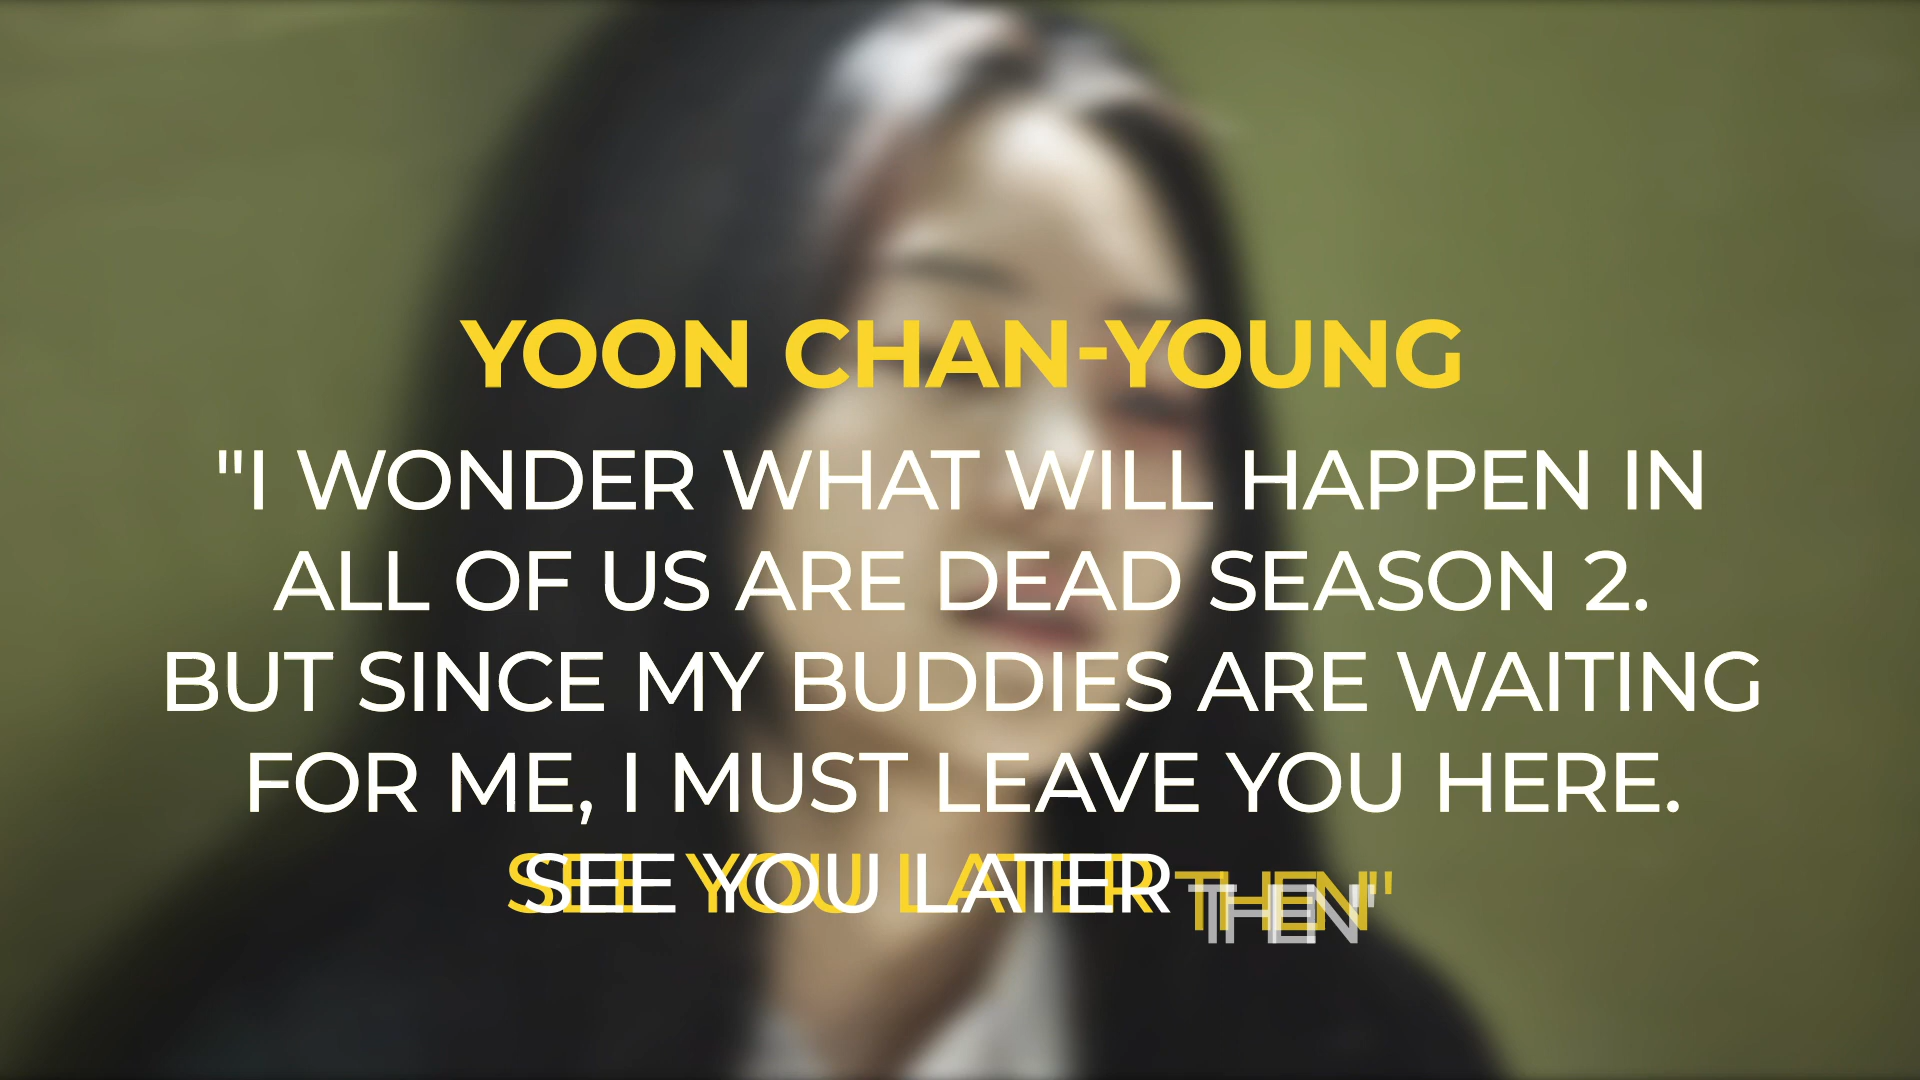 YOON CHAN-YOUNG
"I WONDER WHAT WILL HAPPEN IN
ALL OF US ARE DEAD SEASON 2.
BUT SINCE MY BUDDIES ARE WAITING
FOR ME, I MUST LEAVE YOU HERE.
SEE YOU LATER THEN"